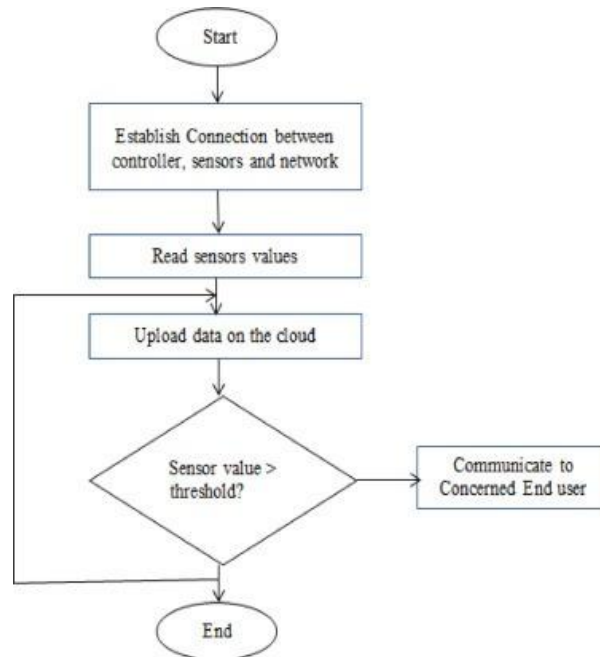 Start
Establish Connection between
controller, sensors and network
Read sensors values
Upload data on the cloud
Sensor value >
threshold?
Communicate to
Concerned End user
End